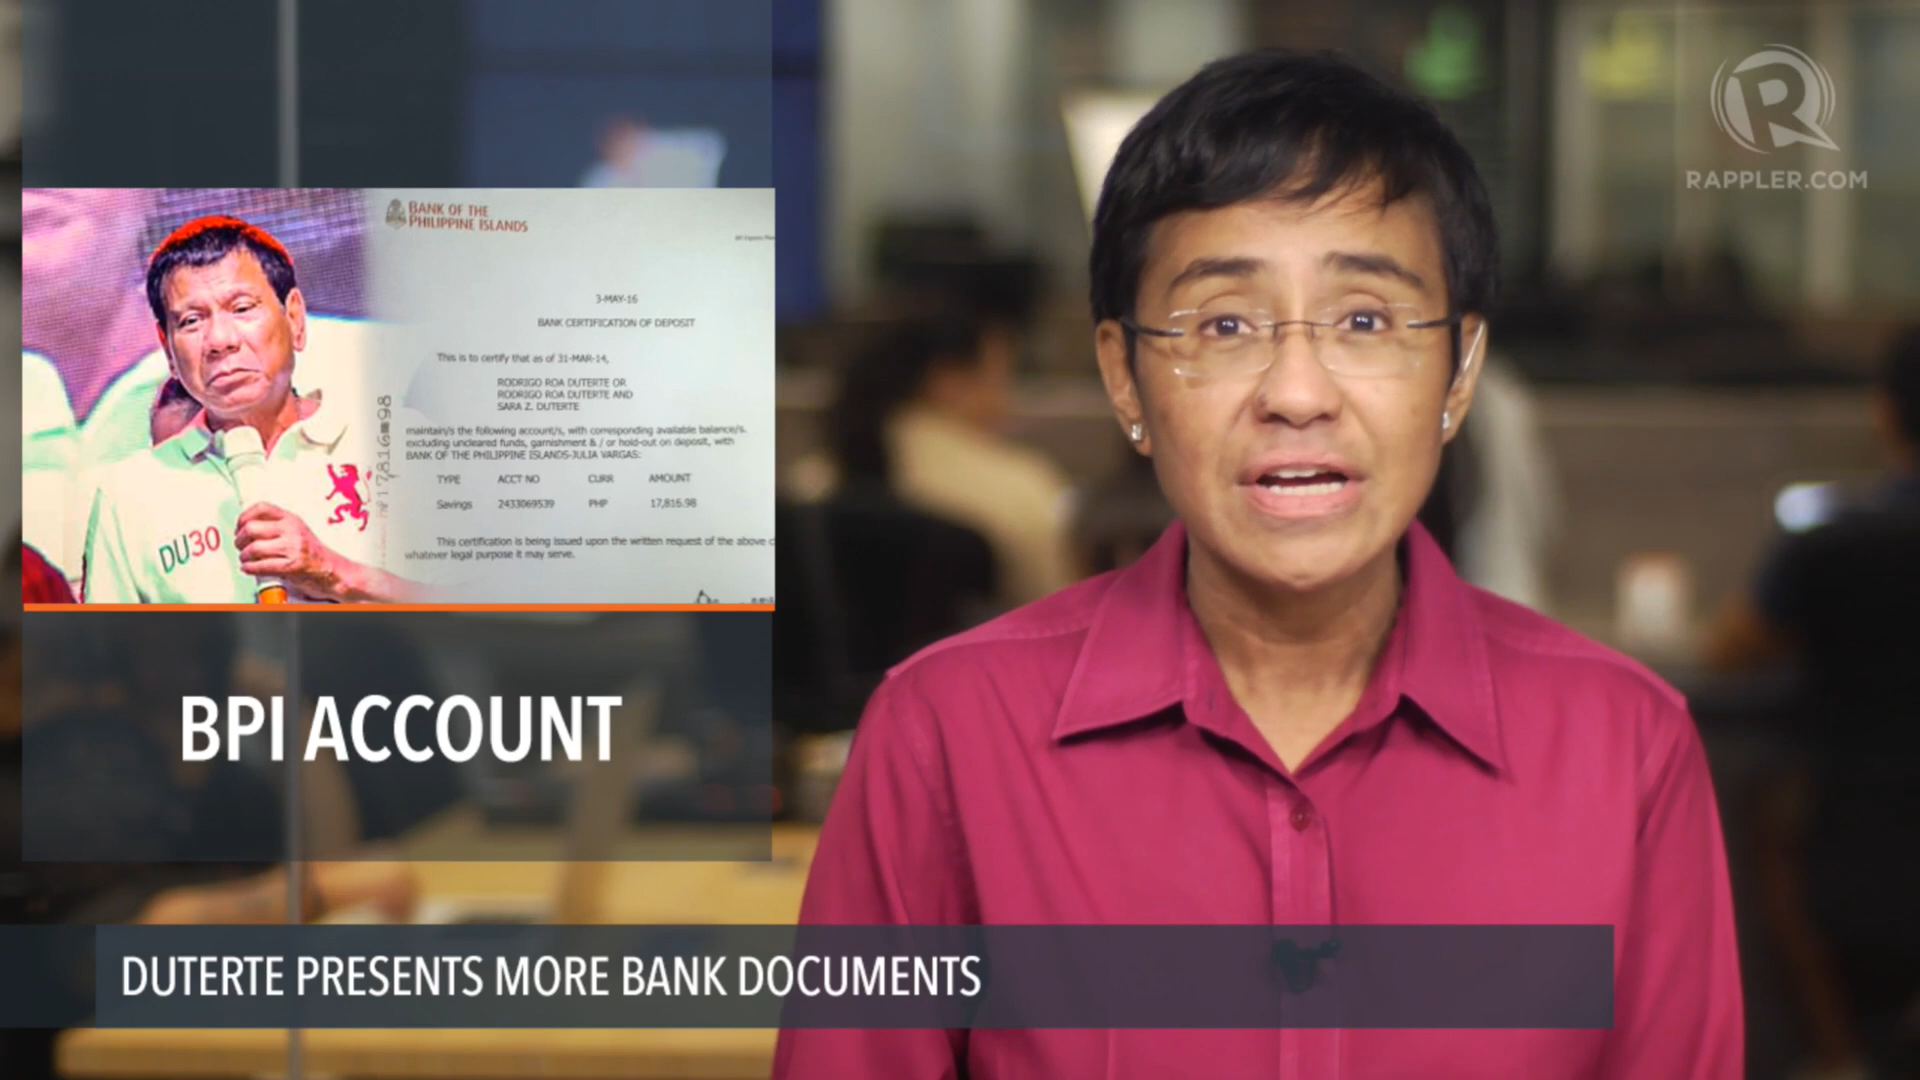 RAPPLER.COM
BANK OF THE
PHILIPPINE ISLANDS
3-MAY-16
BANK CERTIFICATION OF DEPOSIT
This is to certify that as of 31-MAR-14,
RODRIGO ROA DUTERTE OR
RODRIGO ROA DUTERTE AND
SARA Z. DUTERTE
maintain/s the following account/s, with corresponding available balance/s.
excluding uncleared funds, garnishment & / or hold-out on deposit, with
BANK OF THE PHILIPPINE ISLANDS-JULIA VARGAS:
TYPE ACCT NO CURR AMOUNT
Savings 2433069539 PHP 17,816.98
This certification is being issued upon the written request of the above
whatever legal purpose it may serve.
DU30
BPI ACCOUNT
DUTERTE PRESENTS MORE BANK DOCUMENTS